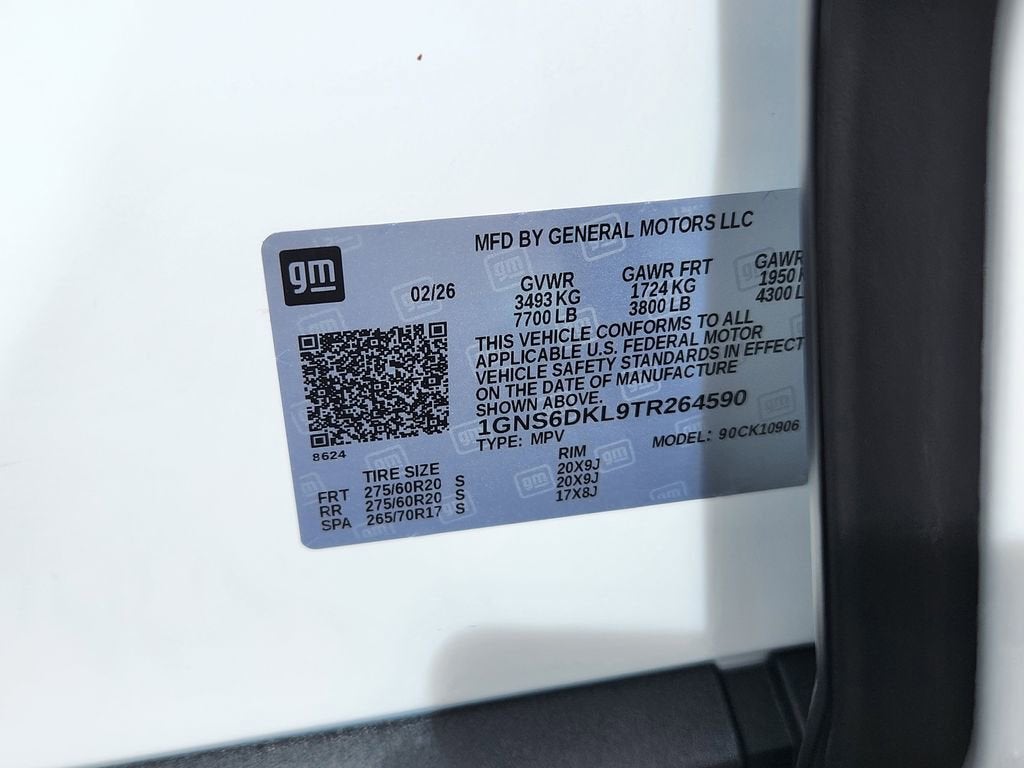 gm
MFD BY GENERAL MOTORS LLC
02/26
GVWR GAWR FRT GAWR
3493 KG 1724 KG 1950
7700 LB 3800 LB 4300 L
THIS VEHICLE CONFORMS TO ALL
APPLICABLE U.S. FEDERAL MOTOR
VEHICLE SAFETY STANDARDS IN EFFECT
ON THE DATE OF MANUFACTURE
SHOWN ABOVE.
1GNS6DKL9TR264590
TYPE: MPV MODEL: 90CK10906
8624
TIRE SIZE RIM
FRT 275/60R20 S 20X9J
RR 275/60R20 S 20X9J
SPA 265/70R17 S 17X8J